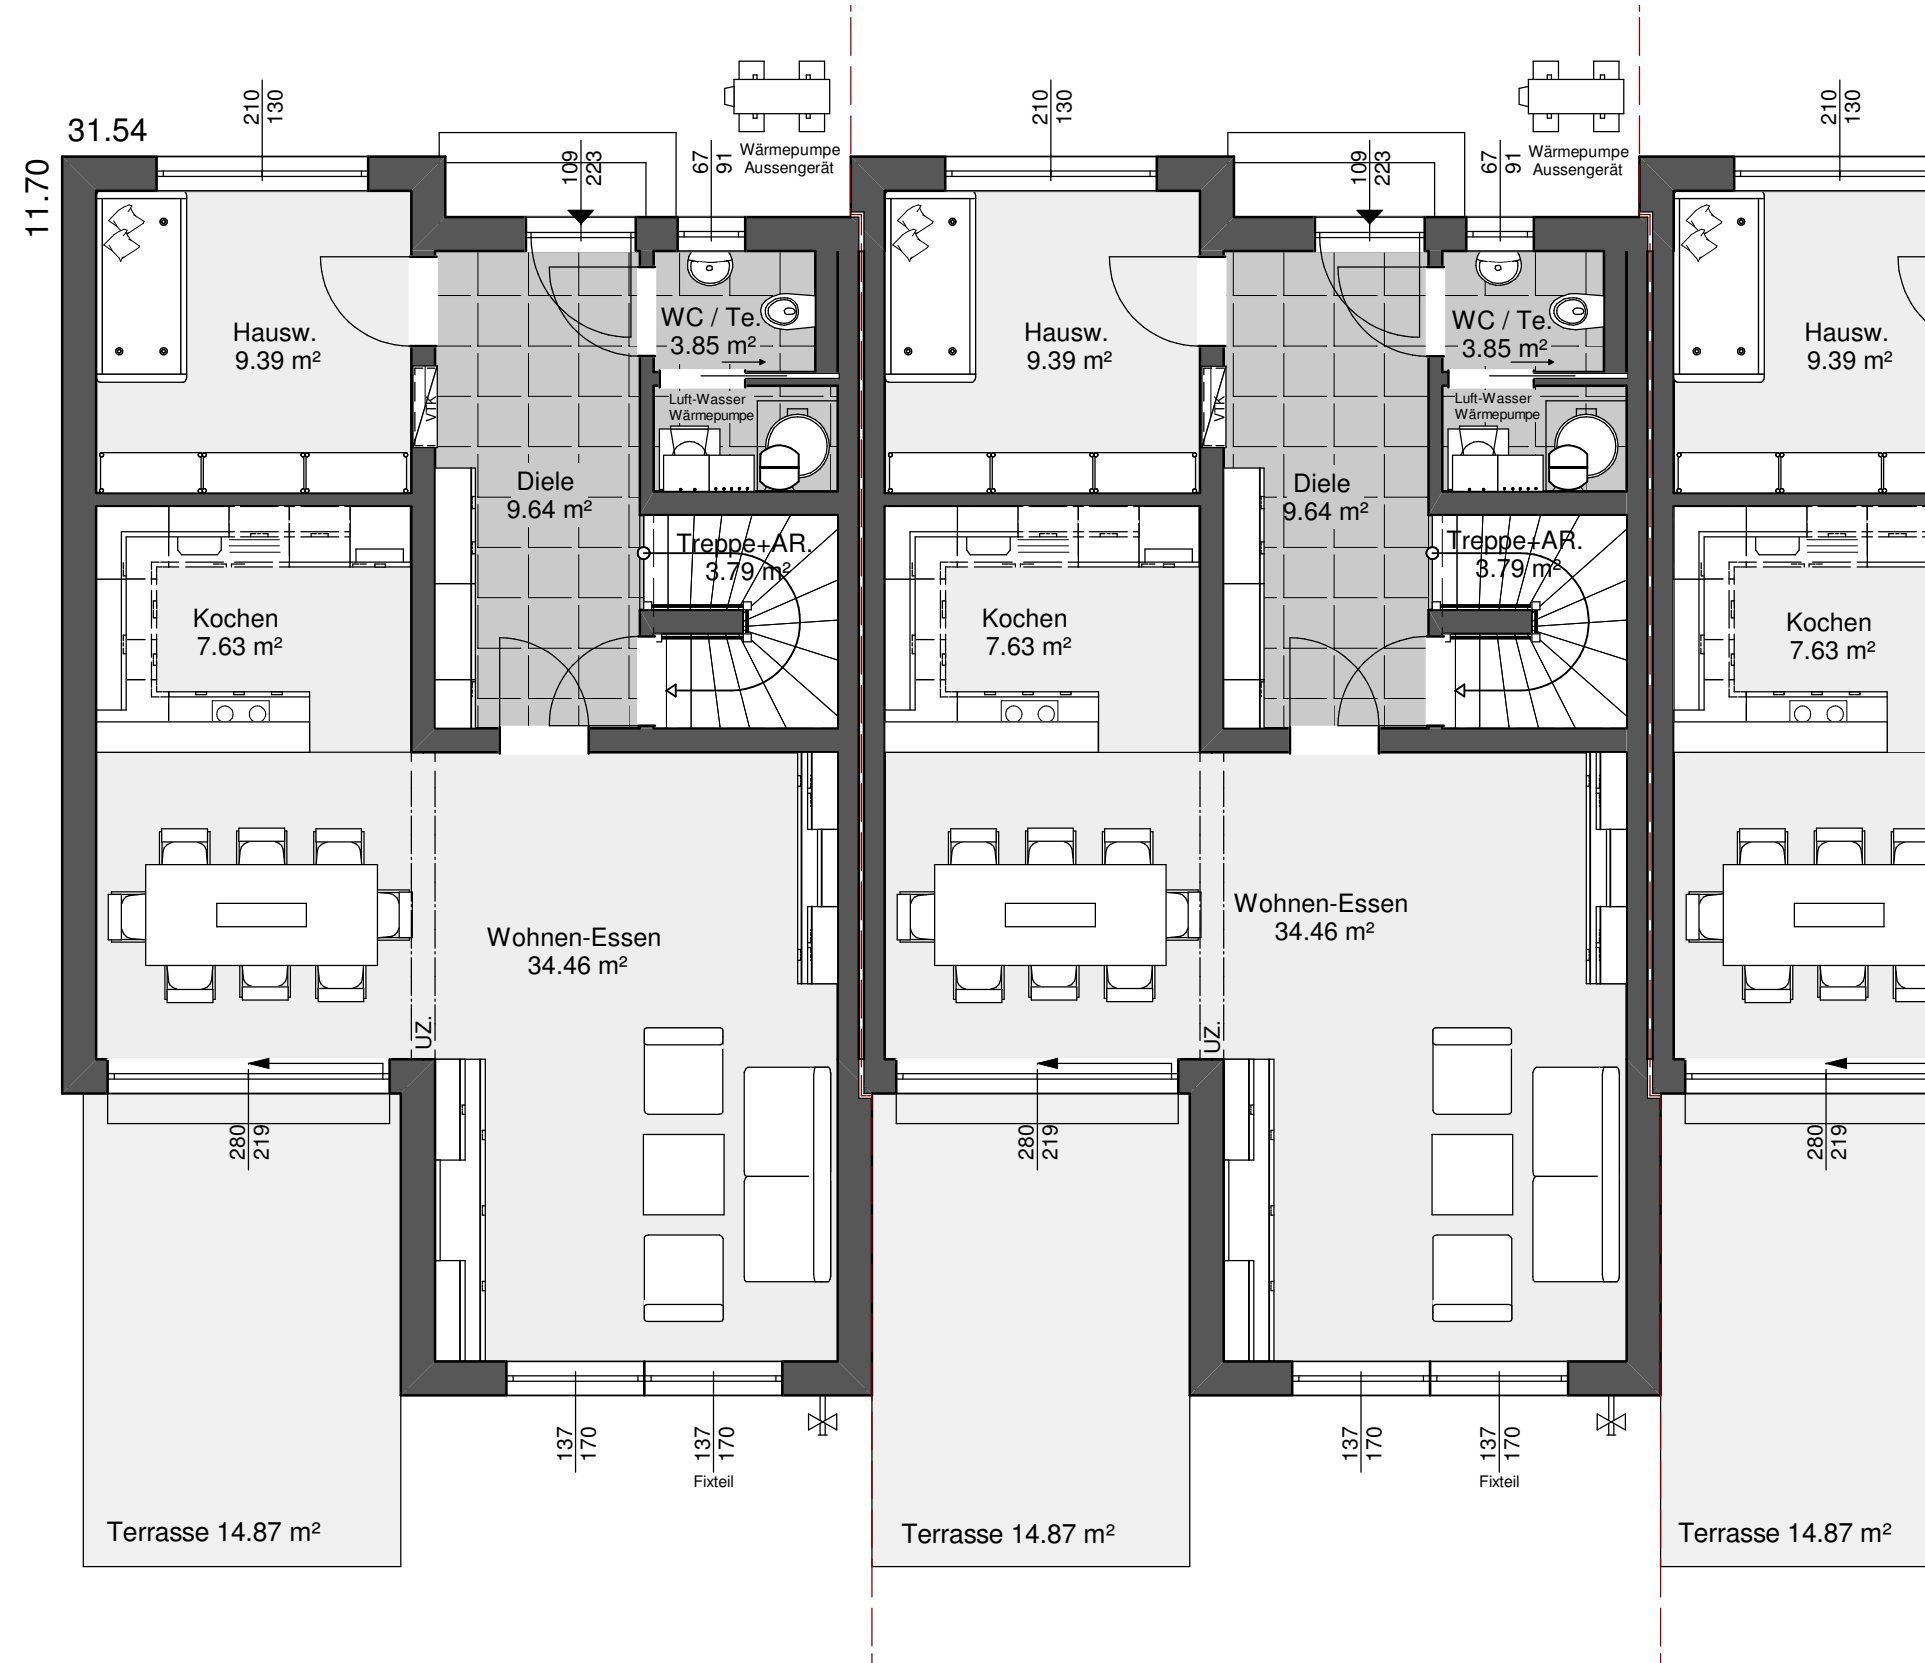 31.54
11.70
210
130
109
223
67
91
Wärmepumpe
Aussengerät
210
130
109
223
67
91
Wärmepumpe
Aussengerät
210
130
Hausw.
9.39 m²
WC / Te.
3.85 m²
Luft-Wasser
Wärmepumpe
VTK
Diele
9.64 m²
Treppe+AR.
3.79 m²
Kochen
7.63 m²
Wohnen-Essen
34.46 m²
UZ.
280
219
137
170
137
170
Fixteil
Terrasse 14.87 m²
Hausw.
9.39 m²
WC / Te.
3.85 m²
Luft-Wasser
Wärmepumpe
VTK
Diele
9.64 m²
Treppe+AR.
3.79 m²
Kochen
7.63 m²
Wohnen-Essen
34.46 m²
UZ.
280
219
137
170
137
170
Fixteil
Terrasse 14.87 m²
Hausw.
9.39 m²
Kochen
7.63 m²
280
219
Terrasse 14.87 m²